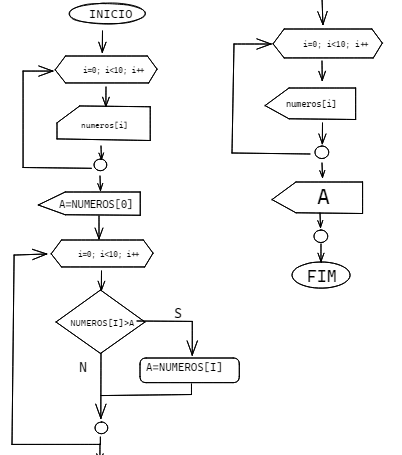 INICIO
i=0; i<10; i++
numeros[i]
A=NUMEROS[0]
i=0; i<10; i++
NUMEROS[I]>A
S
N
A=NUMEROS[I]
i=0; i<10; i++
numeros[i]
A
FIM